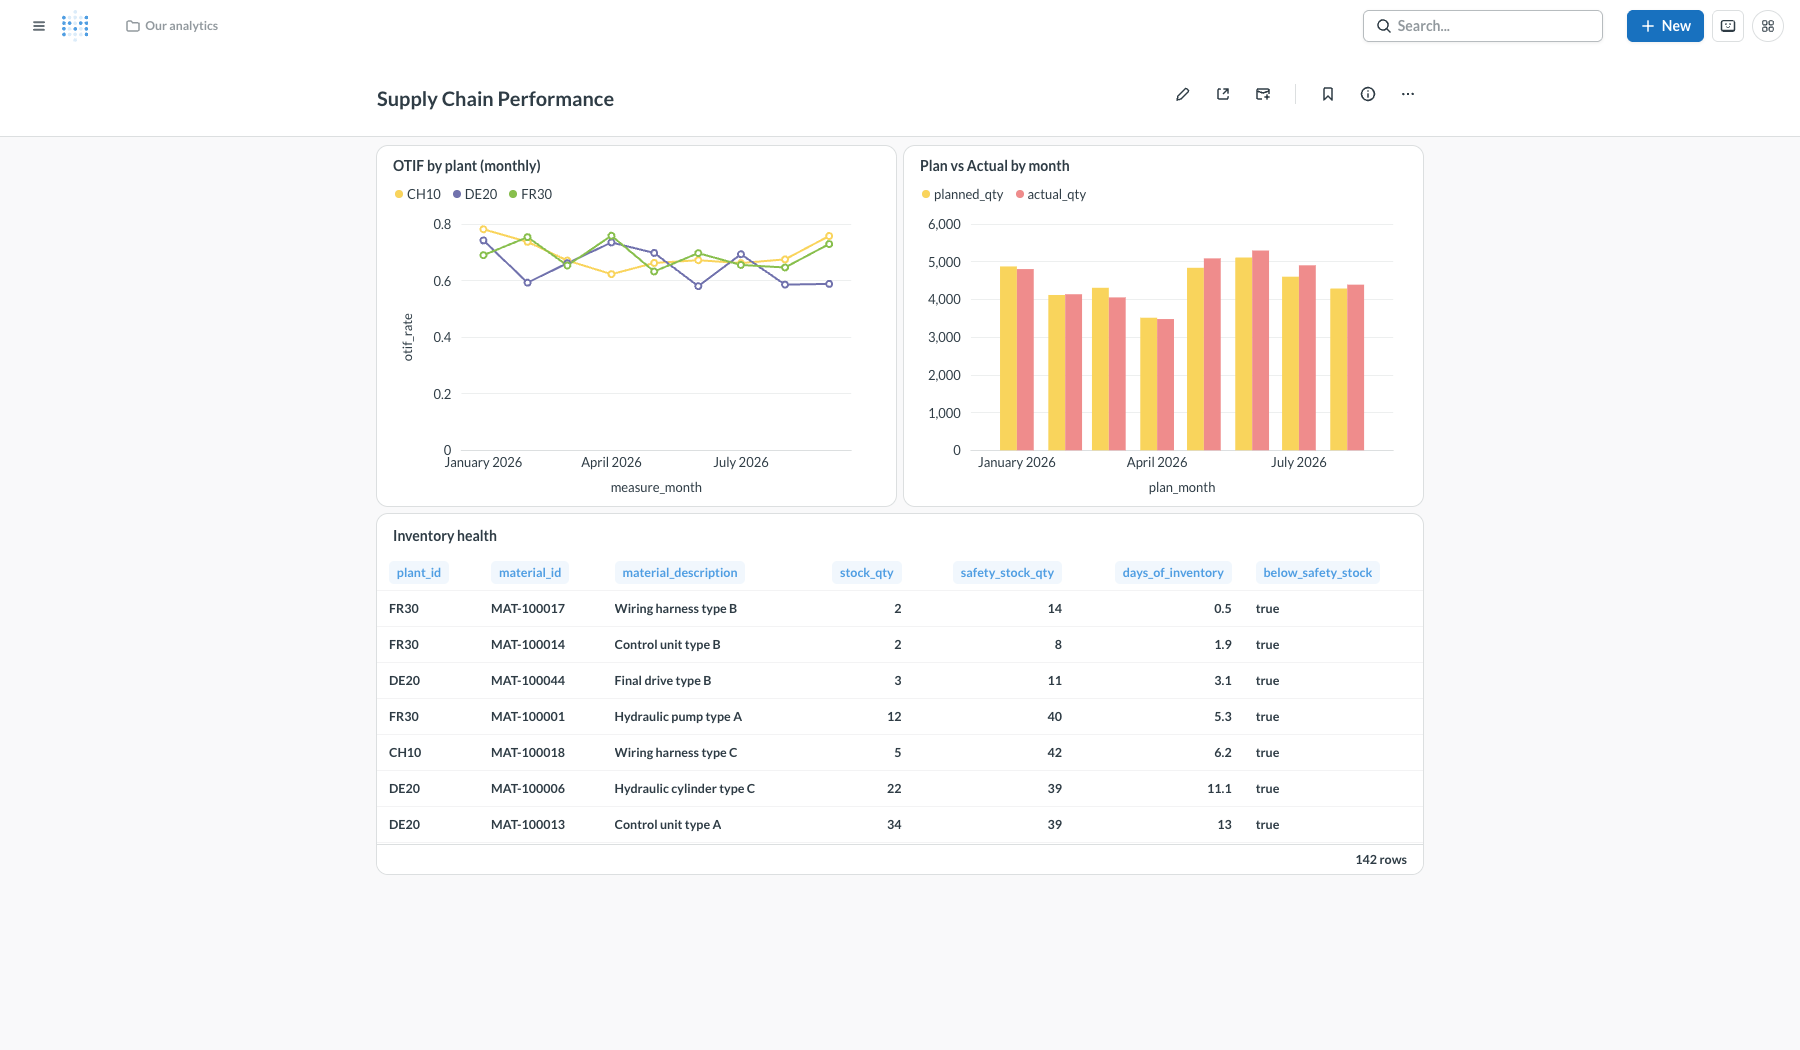 Our analytics
Search...
New
Supply Chain Performance
OTIF by plant (monthly)
CH10 DE20 FR30
0.8
0.6
0.4
0.2
0
otif_rate
January 2026 April 2026 July 2026
measure_month
Plan vs Actual by month
planned_qty actual_qty
6,000
5,000
4,000
3,000
2,000
1,000
0
January 2026 April 2026 July 2026
plan_month
Inventory health
plant_id material_id material_description stock_qty safety_stock_qty days_of_inventory below_safety_stock
FR30 MAT-100017 Wiring harness type B 2 14 0.5 true
FR30 MAT-100014 Control unit type B 2 8 1.9 true
DE20 MAT-100044 Final drive type B 3 11 3.1 true
FR30 MAT-100001 Hydraulic pump type A 12 40 5.3 true
CH10 MAT-100018 Wiring harness type C 5 42 6.2 true
DE20 MAT-100006 Hydraulic cylinder type C 22 39 11.1 true
DE20 MAT-100013 Control unit type A 34 39 13 true
142 rows